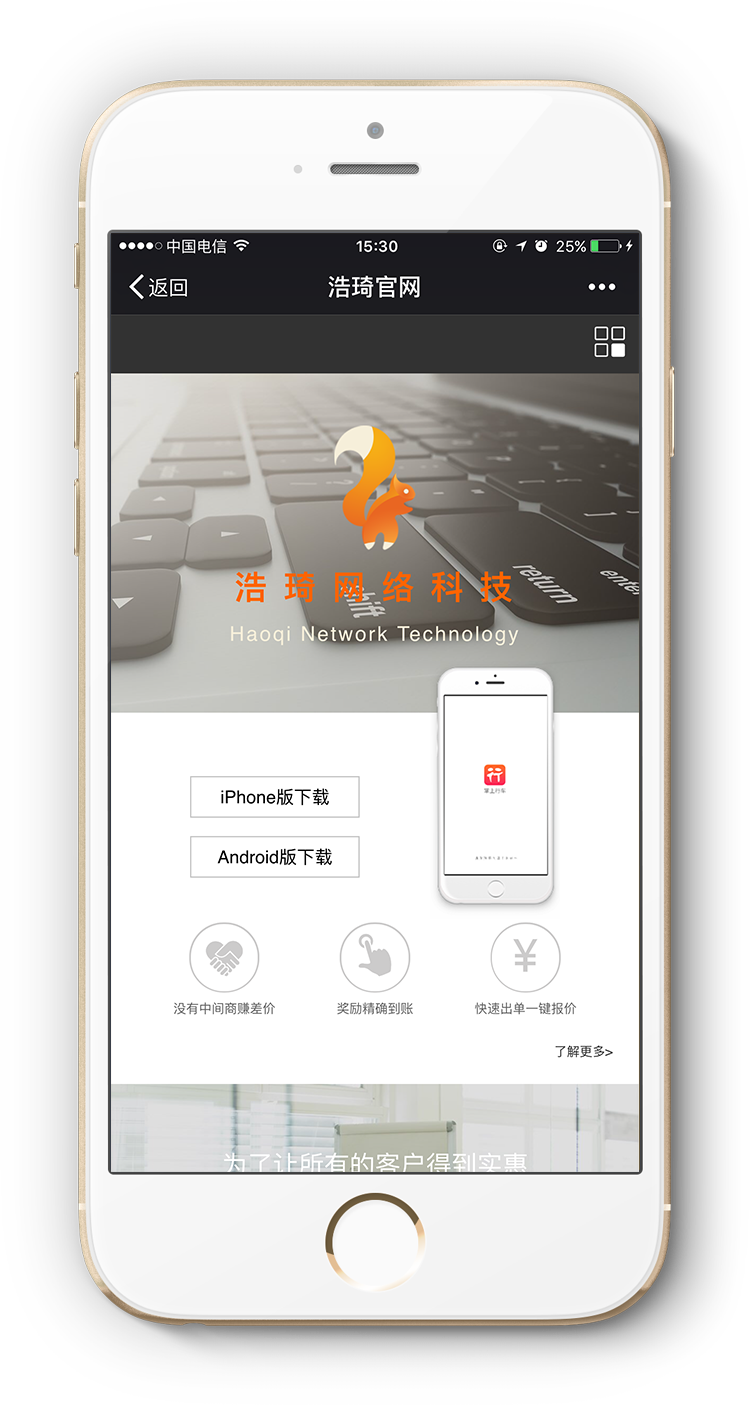 中国电信 15:30 25%
返回 浩琦官网
shift
return
enter
浩琦网络科技
Haoqi Network Technology
iPhone版下载
Android版下载
行
掌上行车
没有中间商赚差价 奖励精确到账 快速出单一键报价
了解更多>
为了让所有的客户得到实惠